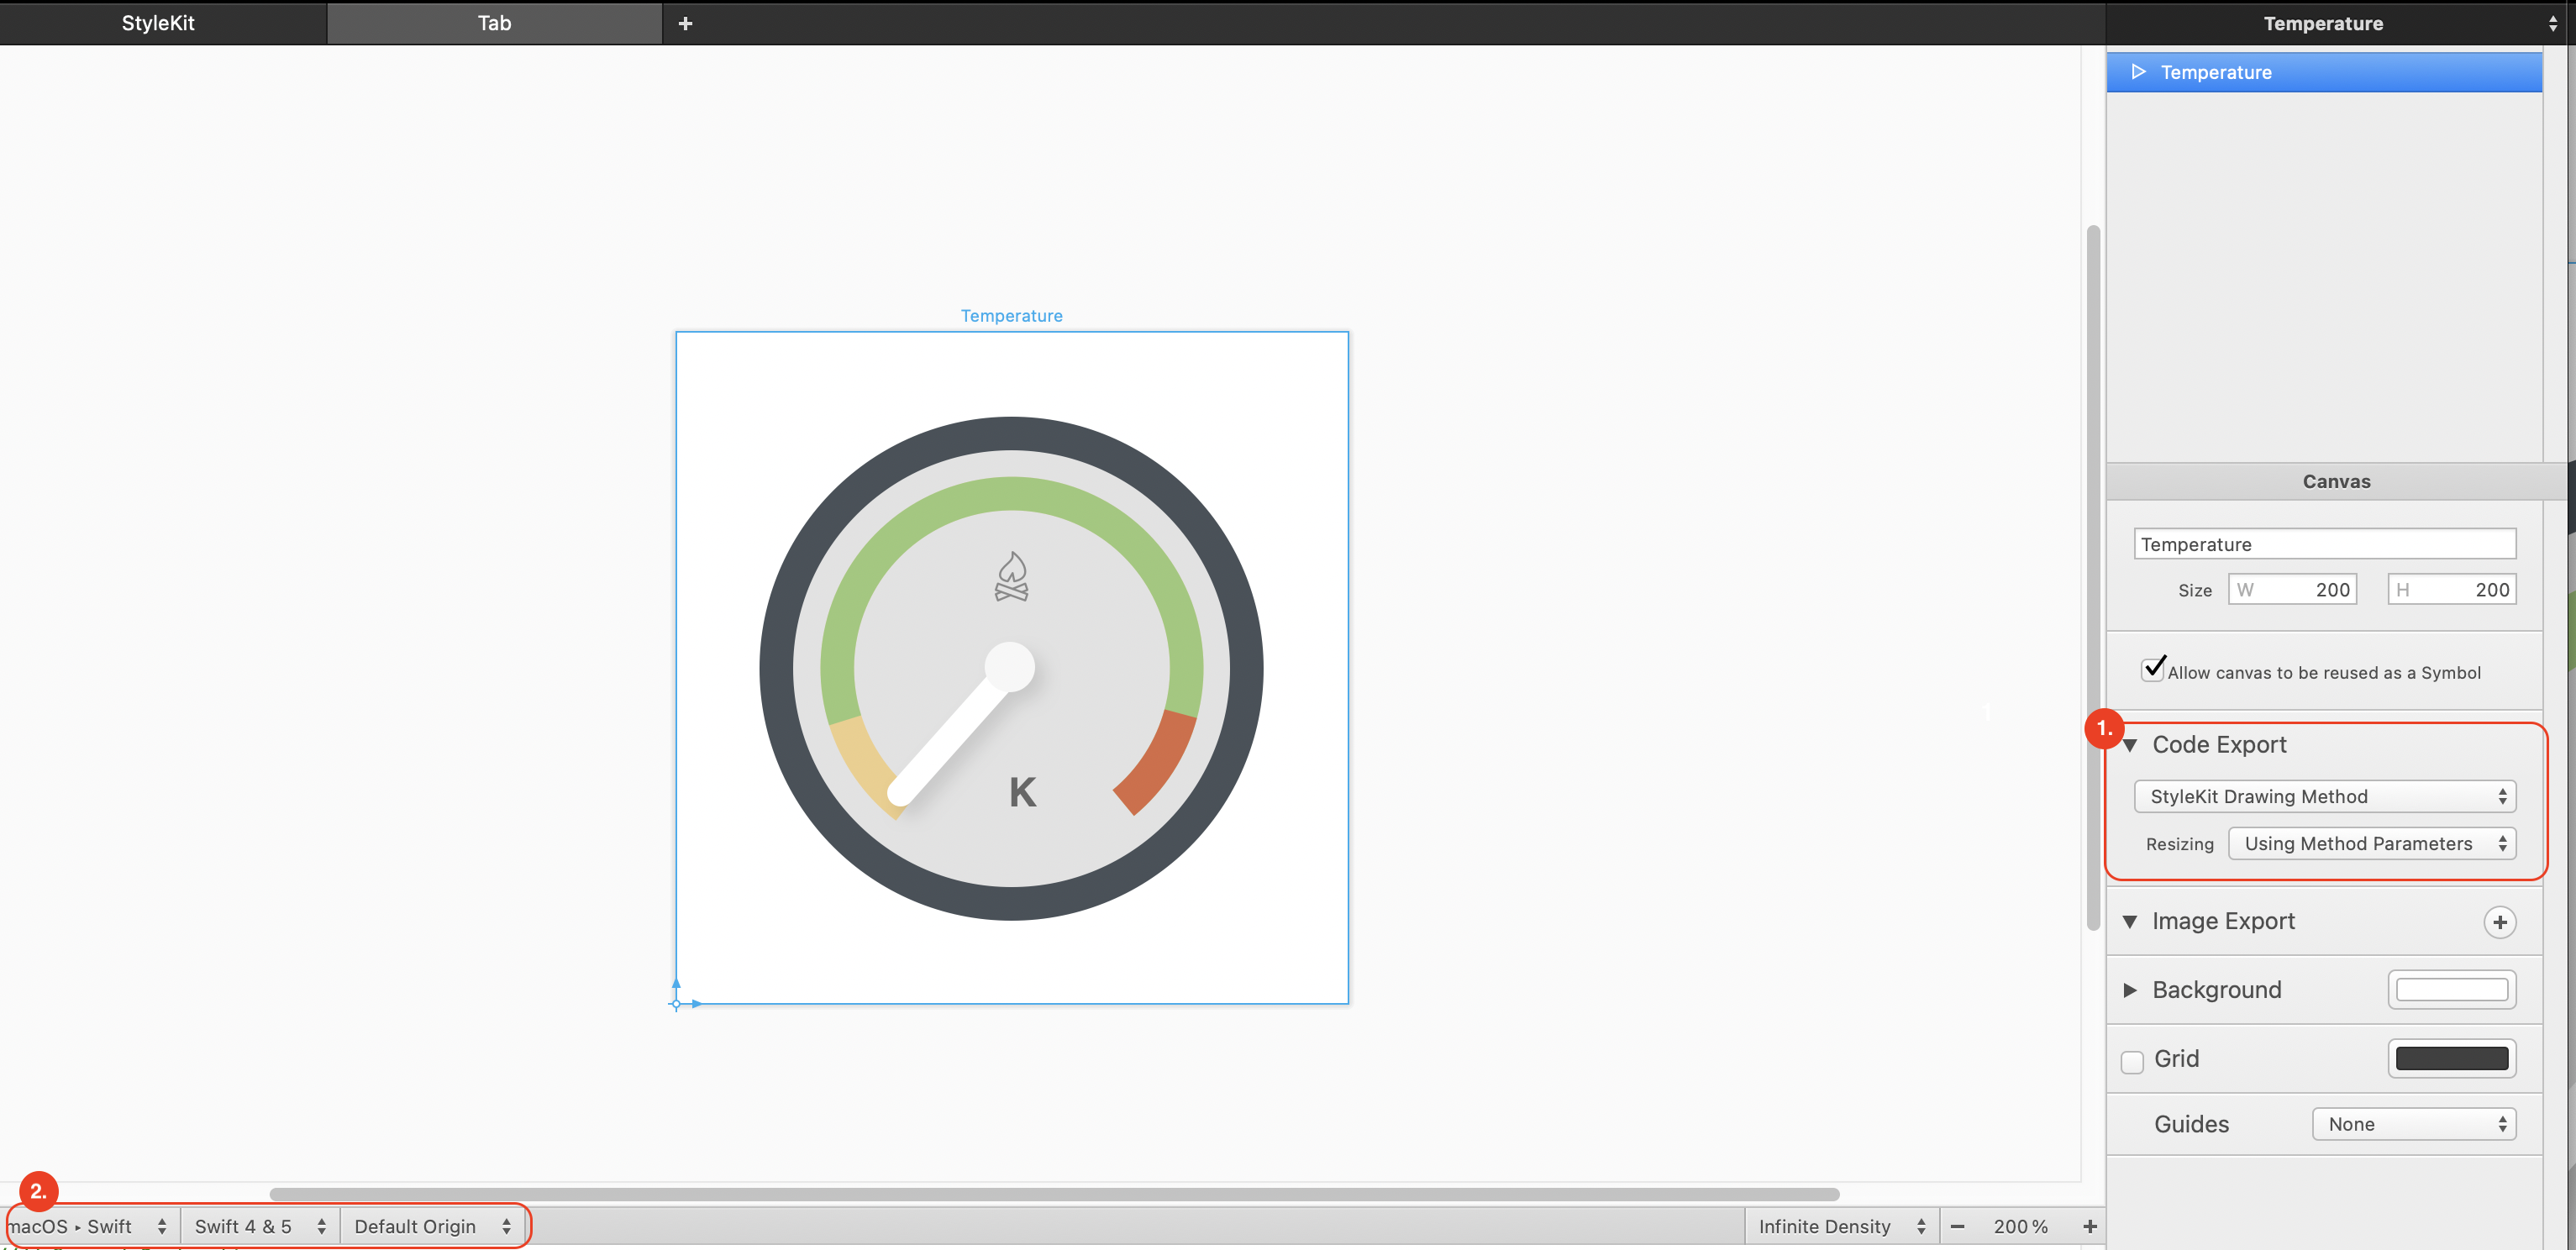 StyleKit
Tab
+
Temperature
Temperature
Temperature
K
Canvas
Temperature
Size W 200 H 200
Allow canvas to be reused as a Symbol
1.
Code Export
StyleKit Drawing Method
Resizing Using Method Parameters
Image Export +
Background
Grid
Guides None
2.
macOS ▸ Swift
Swift 4 & 5
Default Origin
Infinite Density
− 200 % +